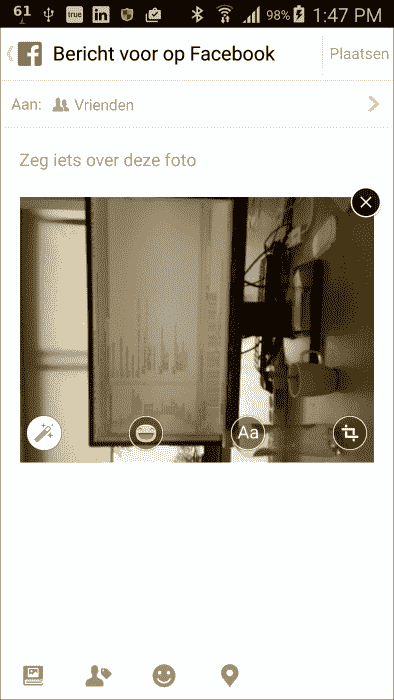 61 true in 98% 1:47 PM
f Bericht voor op Facebook Plaatsen
Aan: Vrienden
Zeg iets over deze foto
Aa